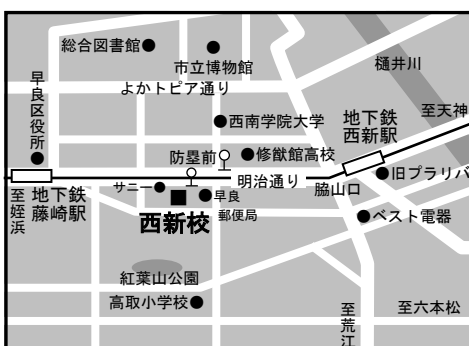 総合図書館
市立博物館
樋井川
よかトピア通り
早良区役所
西南学院大学
地下鉄
西新駅
至天神
防塁前
修猷館高校
明治通り
脇山口
旧プラリバ
サニー
早良
郵便局
地下鉄
藤崎駅
至姪浜
西新校
ベスト電器
紅葉山公園
高取小学校
至荒江
至六本松